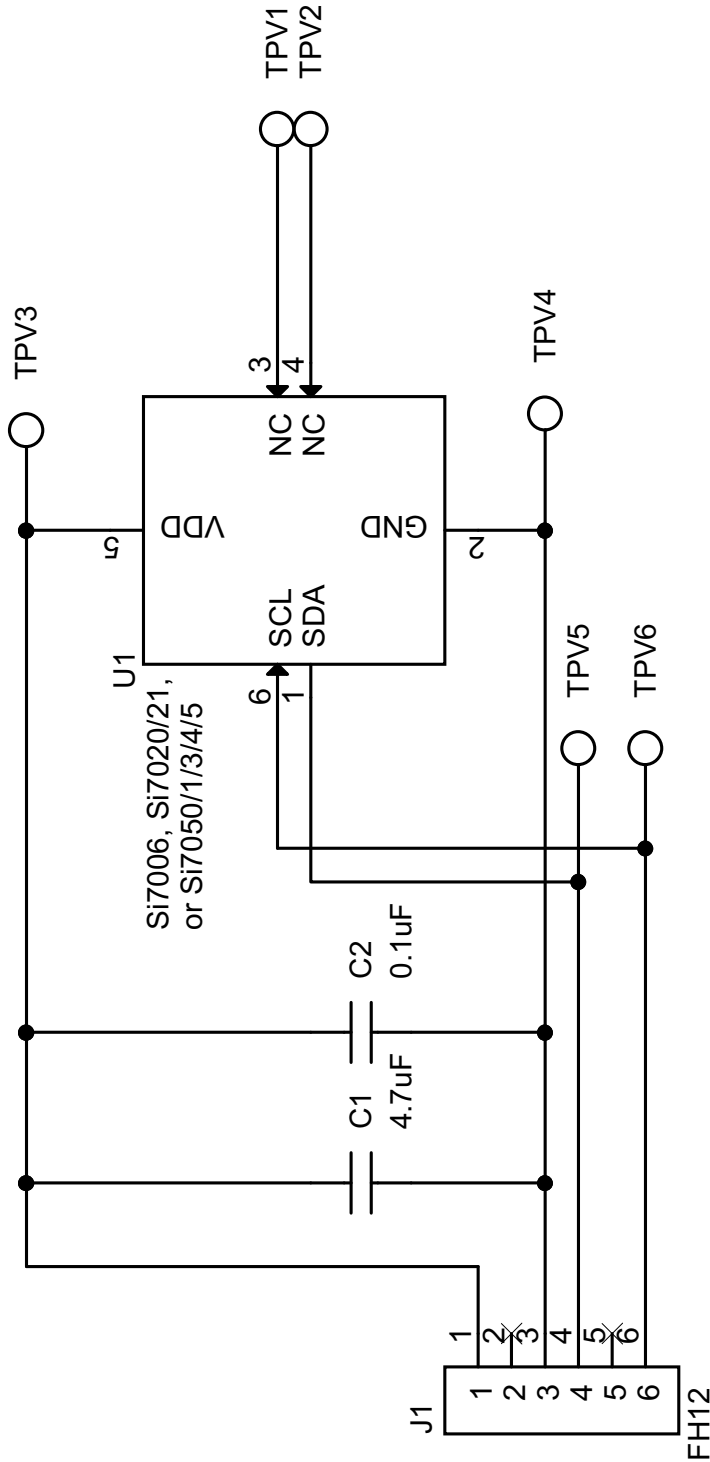 TPV3
TPV1
TPV2
TPV4
TPV5
TPV6
U1
Si7006, Si7020/21,
or Si7050/1/3/4/5
5
VDD
6
SCL
1
SDA
3
NC
4
NC
GND
2
C2
0.1uF
C1
4.7uF
J1
1
1
2
2
3
3
4
4
5
5
6
6
FH12